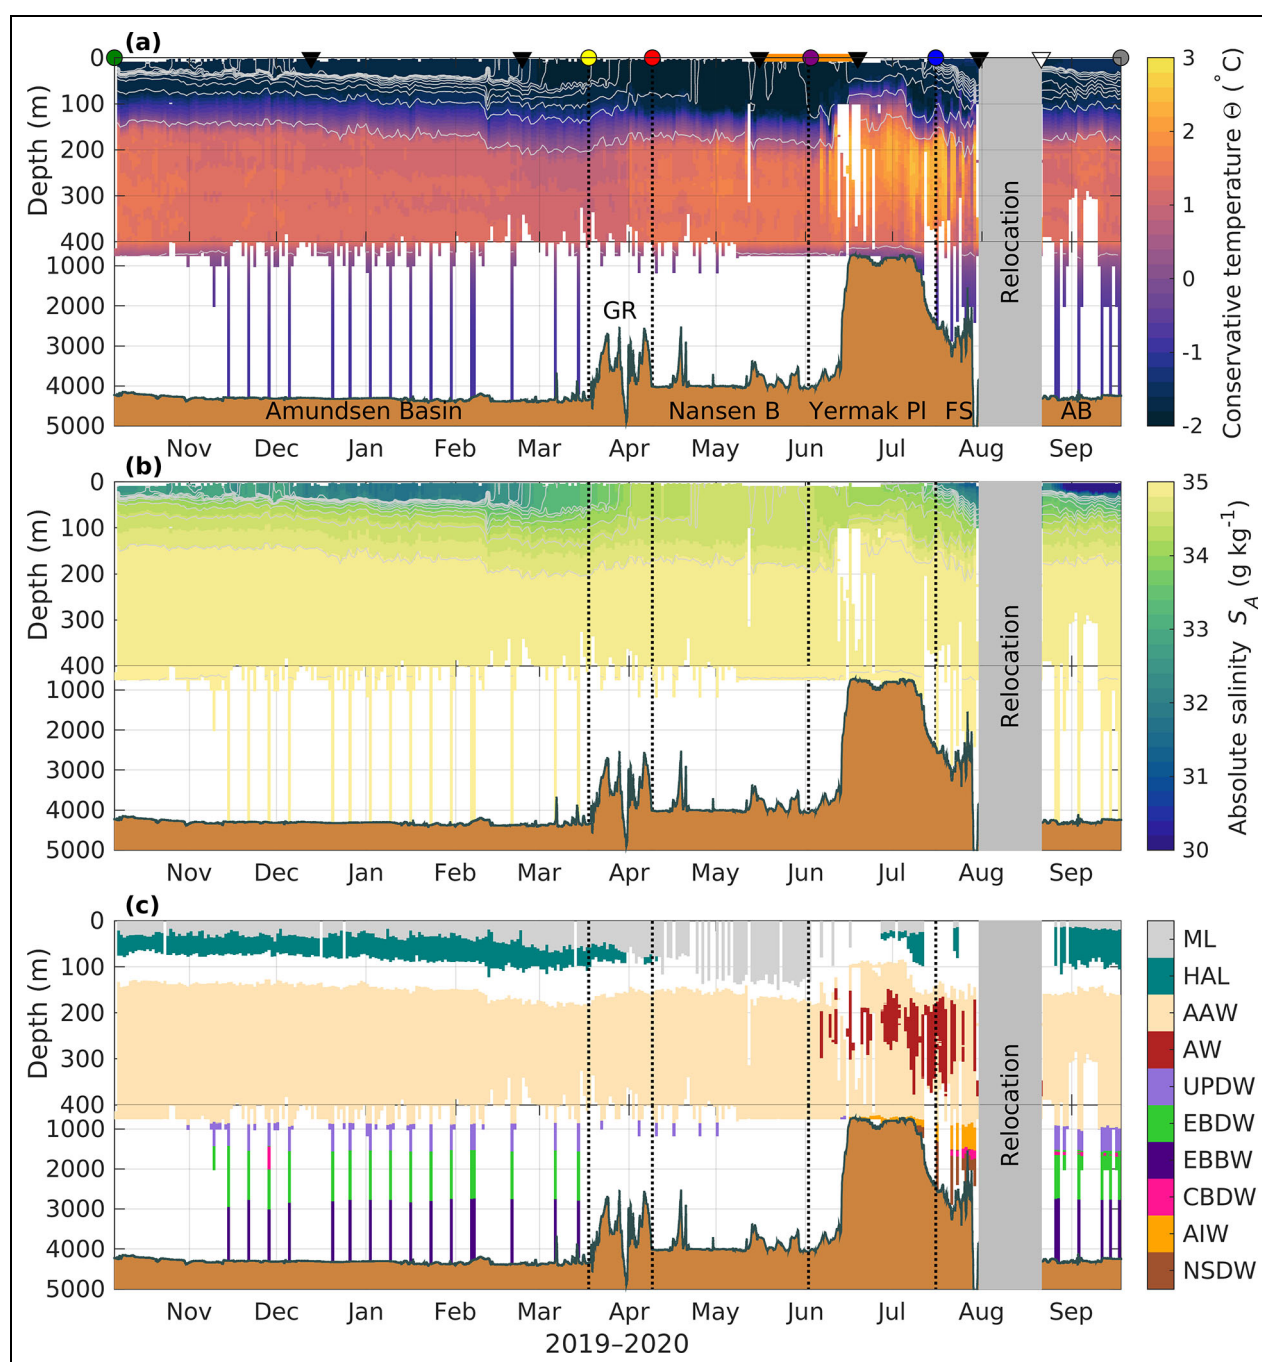 (a)
0
100
200
300
400
1000
2000
3000
4000
5000
Depth (m)
GR
Amundsen Basin
Nansen B
Yermak Pl
FS
AB
Relocation
Nov Dec Jan Feb Mar Apr May Jun Jul Aug Sep
3
2
1
0
-1
-2
Conservative temperature Θ (°C)
(b)
0
100
200
300
400
1000
2000
3000
4000
5000
Depth (m)
Relocation
Nov Dec Jan Feb Mar Apr May Jun Jul Aug Sep
35
34
33
32
31
30
Absolute salinity S_A (g kg⁻¹)
(c)
0
100
200
300
400
1000
2000
3000
4000
5000
Depth (m)
Relocation
Nov Dec Jan Feb Mar Apr May Jun Jul Aug Sep
2019–2020
ML
HAL
AAW
AW
UPDW
EBDW
EBBW
CBDW
AIW
NSDW